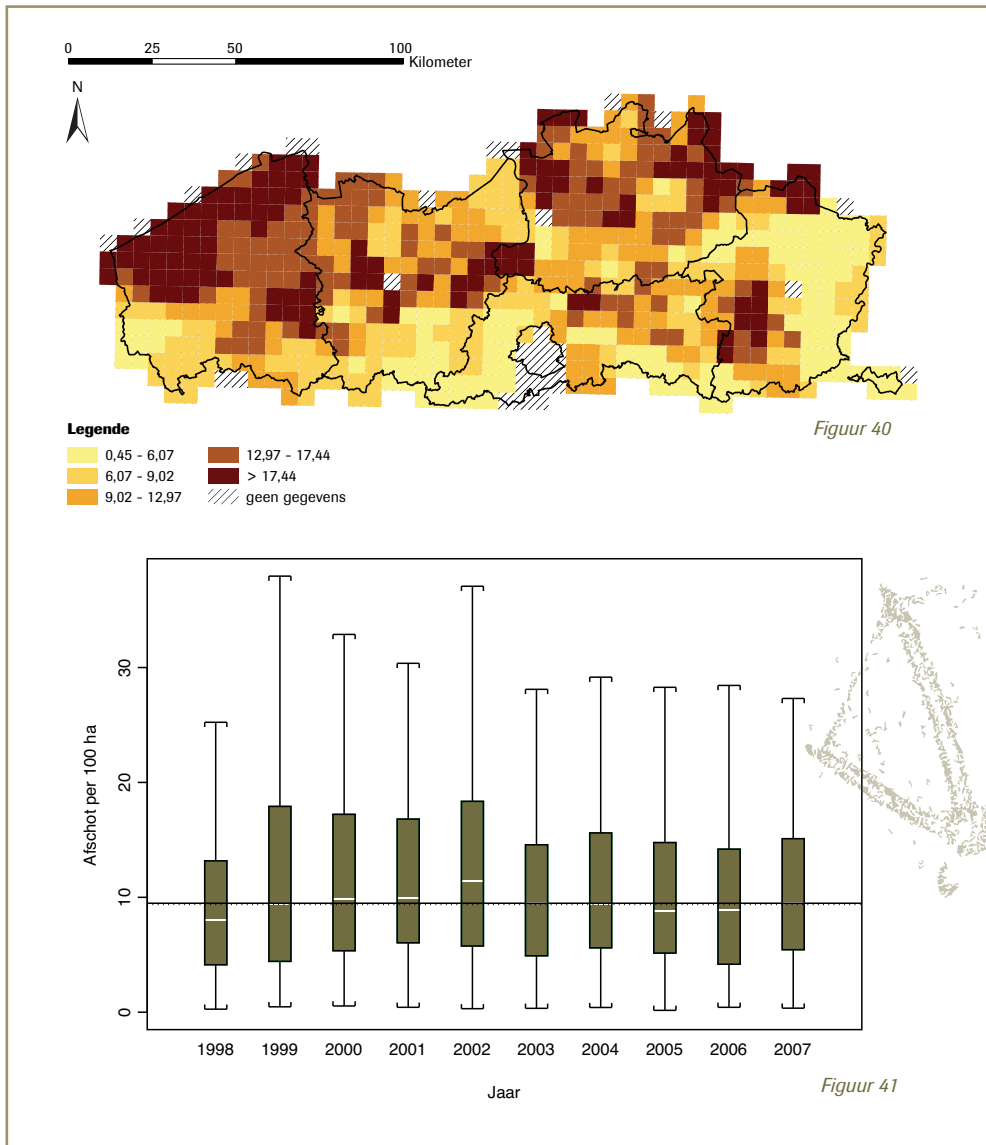 0 25 50 100
Kilometer
N
Figuur 40
Legende
0,45 - 6,07
6,07 - 9,02
9,02 - 12,97
12,97 - 17,44
> 17,44
geen gegevens
Afschot per 100 ha
30
20
10
0
1998 1999 2000 2001 2002 2003 2004 2005 2006 2007
Jaar
Figuur 41